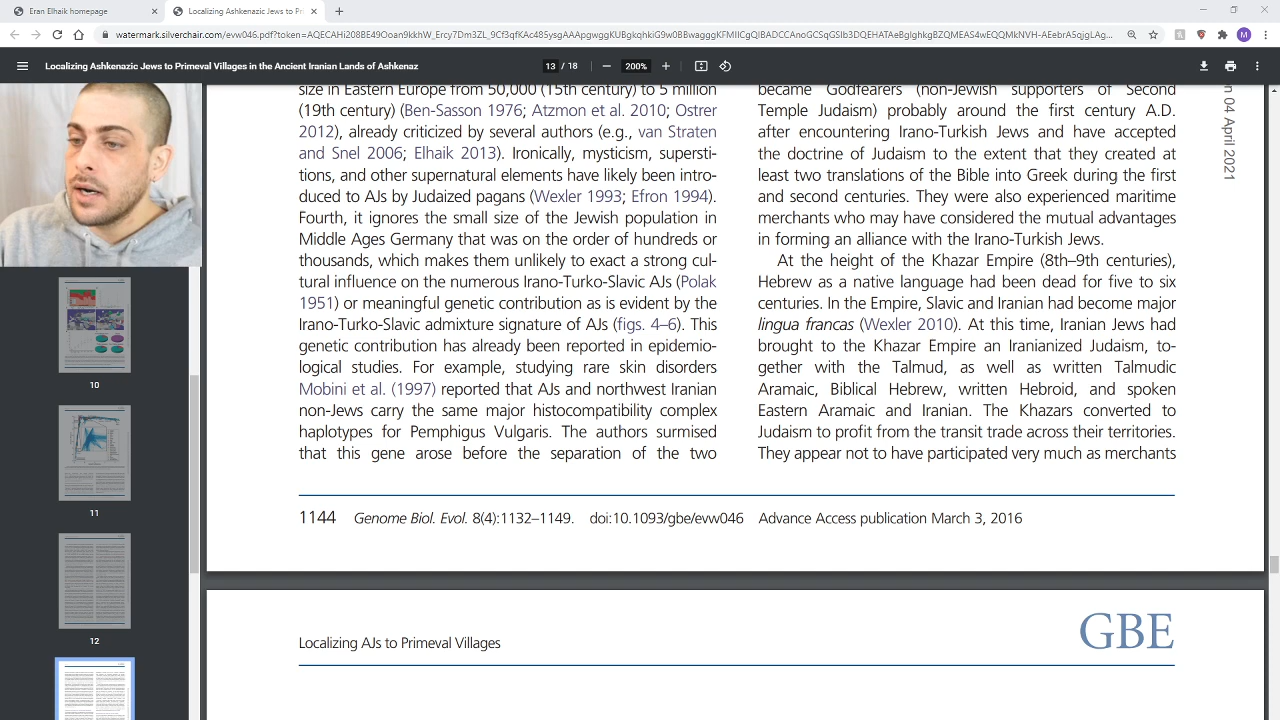 Eran Elhaik homepage
Localizing Ashkenazic Jews to Pri
watermark.silverchair.com/evw046.pdf?token=
Localizing Ashkenazic Jews to Primeval Villages in the Ancient Iranian Lands of Ashkenaz
13 / 18
200%
M
10
11
12
size in Eastern Europe from 50,000 (15th century) to 5 million
(19th century) (Ben-Sasson 1976; Atzmon et al. 2010; Ostrer
2012), already criticized by several authors (e.g., van Straten
and Snel 2006; Elhaik 2013). Ironically, mysticism, supersti-
tions, and other supernatural elements have likely been intro-
duced to AJs by Judaized pagans (Wexler 1993; Efron 1994).
Fourth, it ignores the small size of the Jewish population in
Middle Ages Germany that was on the order of hundreds or
thousands, which makes them unlikely to exact a strong cul-
tural influence on the numerous Irano-Turko-Slavic AJs (Polak
1951) or meaningful genetic contribution as is evident by the
Irano-Turko-Slavic admixture signature of AJs (figs. 4–6). This
genetic contribution has already been reported in epidemio-
logical studies. For example, studying rare skin disorders
Mobini et al. (1997) reported that AJs and northwest Iranian
non-Jews carry the same major histocompatibility complex
haplotypes for Pemphigus Vulgaris. The authors surmised
that this gene arose before the separation of the two
became Godfearers (non-Jewish supporters of Second
Temple Judaism) probably around the first century A.D.
after encountering Irano-Turkish Jews and have accepted
the doctrine of Judaism to the extent that they created at
least two translations of the Bible into Greek during the first
and second centuries. They were also experienced maritime
merchants who may have considered the mutual advantages
in forming an alliance with the Irano-Turkish Jews.
At the height of the Khazar Empire (8th–9th centuries),
Hebrew as a native language had been dead for five to six
centuries. In the Empire, Slavic and Iranian had become major
lingua francas (Wexler 2010). At this time, Iranian Jews had
brought to the Khazar Empire an Iranianized Judaism, to-
gether with the Talmud, as well as written Talmudic
Aramaic, Biblical Hebrew, written Hebroid, and spoken
Eastern Aramaic and Iranian. The Khazars converted to
Judaism to profit from the transit trade across their territories.
They appear not to have participated very much as merchants
n 04 April 2021
1144 Genome Biol. Evol. 8(4):1132–1149. doi:10.1093/gbe/evw046 Advance Access publication March 3, 2016
Localizing AJs to Primeval Villages
GBE